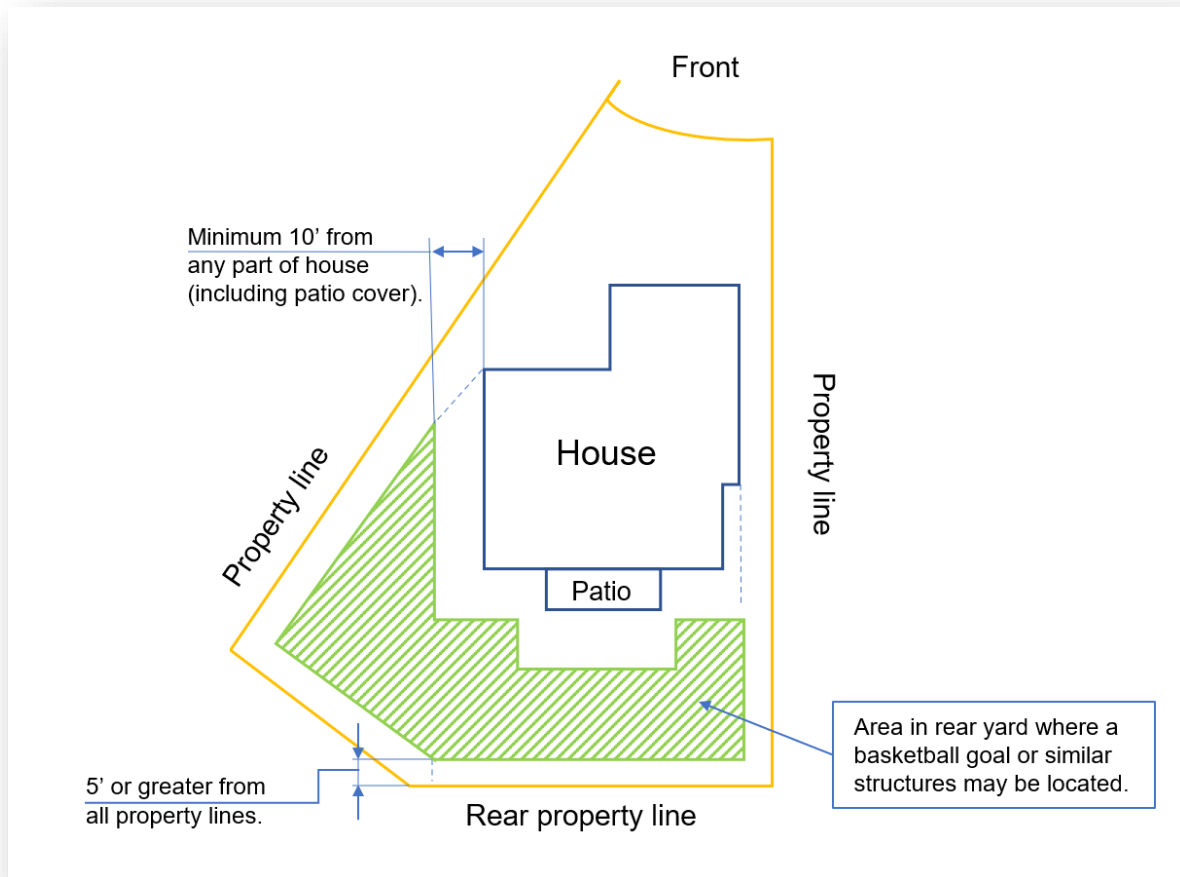 Front
Minimum 10’ from
any part of house
(including patio cover).
Property line
House
Property line
Patio
Area in rear yard where a
basketball goal or similar
structures may be located.
5’ or greater from
all property lines.
Rear property line